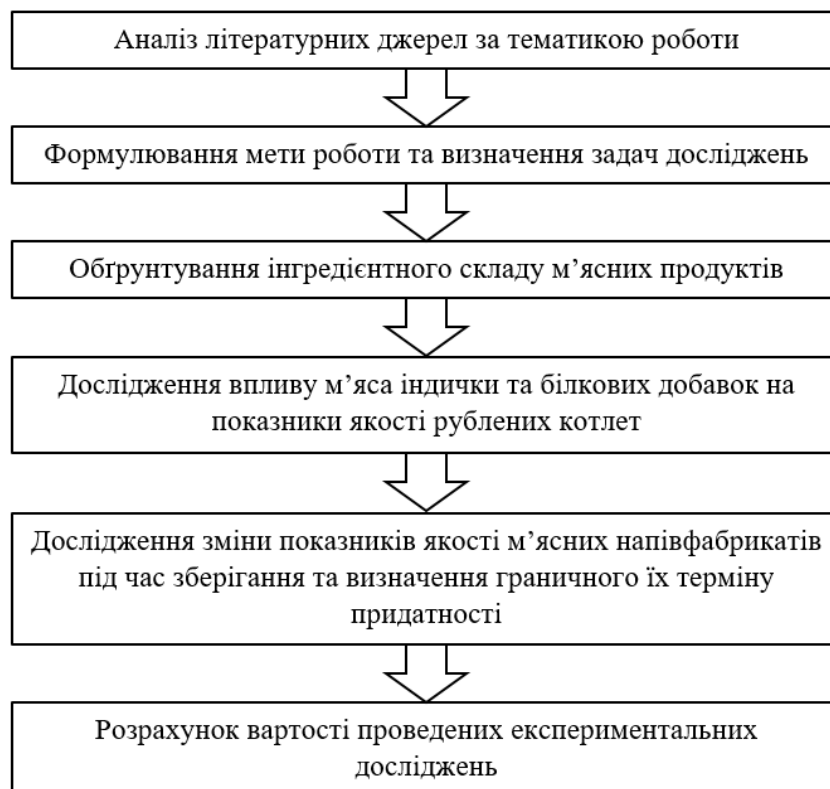 Аналіз літературних джерел за тематикою роботи
Формулювання мети роботи та визначення задач досліджень
Обґрунтування інгредієнтного складу м’ясних продуктів
Дослідження впливу м’яса індички та білкових добавок на
показники якості рублених котлет
Дослідження зміни показників якості м’ясних напівфабрикатів
під час зберігання та визначення граничного їх терміну
придатності
Розрахунок вартості проведених експериментальних
досліджень